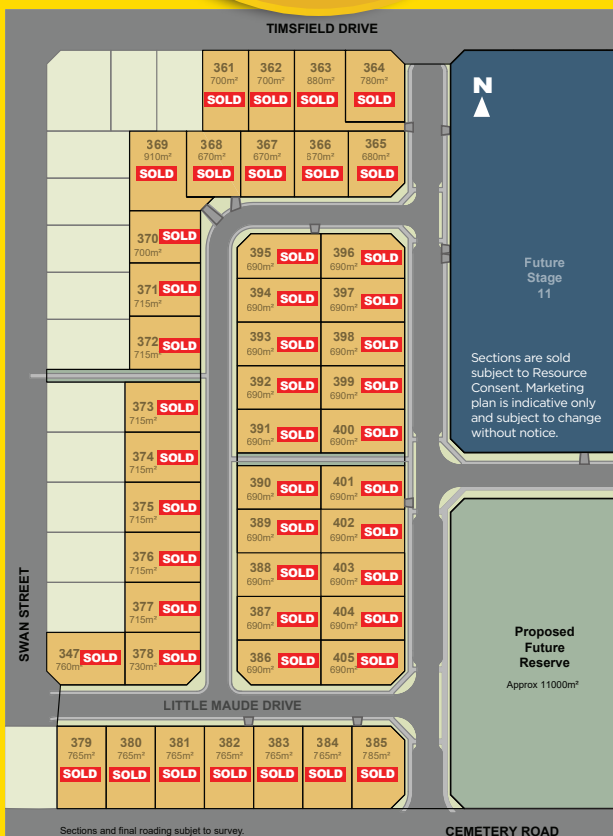 TIMSFIELD DRIVE
361
700m²
SOLD
362
700m²
SOLD
363
880m²
SOLD
364
780m²
SOLD
N
369
910m²
SOLD
368
670m²
SOLD
367
670m²
SOLD
366
870m²
SOLD
365
680m²
SOLD
370 SOLD
700m²
371 SOLD
715m²
372 SOLD
715m²
373 SOLD
715m²
374 SOLD
715m²
375 SOLD
715m²
376 SOLD
715m²
377 SOLD
715m²
347 SOLD
760m²
378 SOLD
730m²
395 SOLD
690m²
396 SOLD
690m²
394 SOLD
690m²
397 SOLD
690m²
393 SOLD
690m²
398 SOLD
690m²
392 SOLD
690m²
399 SOLD
690m²
391 SOLD
690m²
400 SOLD
690m²
390 SOLD
690m²
401 SOLD
690m²
389 SOLD
690m²
402 SOLD
690m²
388 SOLD
690m²
403 SOLD
690m²
387 SOLD
690m²
404 SOLD
690m²
386 SOLD
690m²
405 SOLD
690m²
Future
Stage
11
Sections are sold
subject to Resource
Consent. Marketing
plan is indicative only
and subject to change
without notice.
SWAN STREET
Proposed
Future
Reserve
Approx 11000m²
LITTLE MAUDE DRIVE
379
765m²
SOLD
380
765m²
SOLD
381
765m²
SOLD
382
765m²
SOLD
383
765m²
SOLD
384
765m²
SOLD
385
785m²
SOLD
Sections and final roading subjet to survey.
CEMETERY ROAD